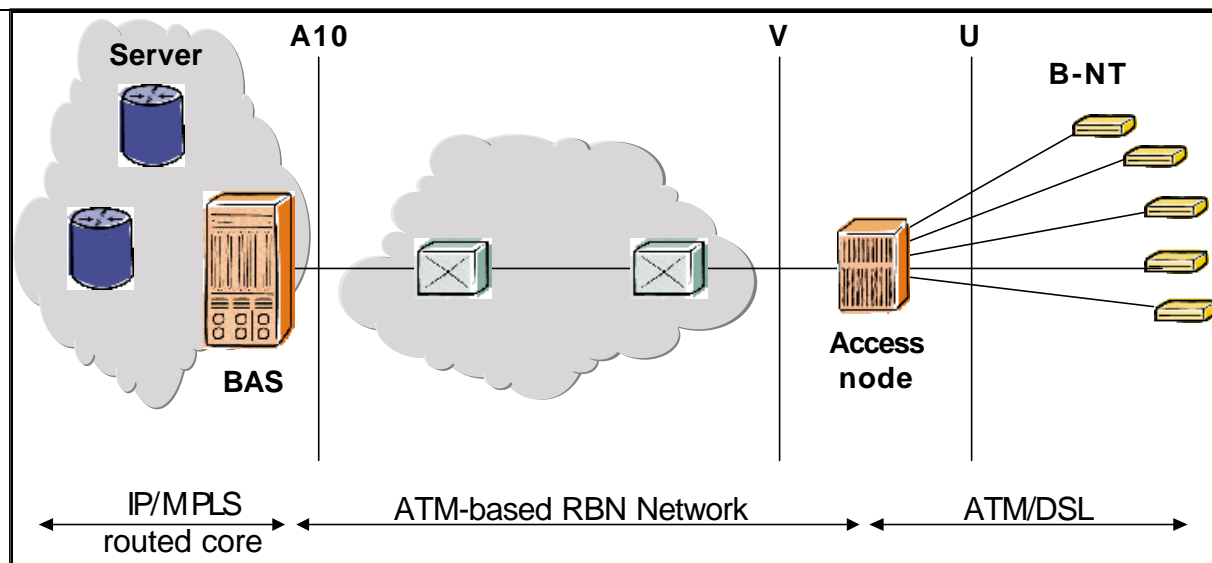 A10
V
U
Server
B-NT
BAS
Access
node
IP/MPLS
routed core
ATM-based RBN Network
ATM/DSL